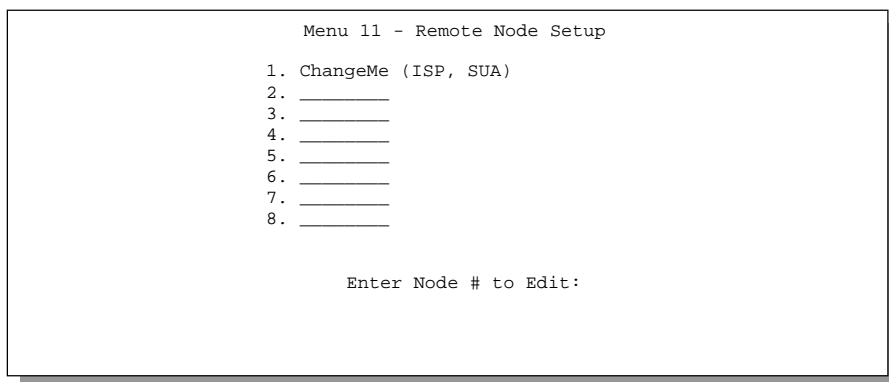 Menu 11 - Remote Node Setup
1. ChangeMe (ISP, SUA)
2. ________
3. ________
4. ________
5. ________
6. ________
7. ________
8. ________
Enter Node # to Edit: